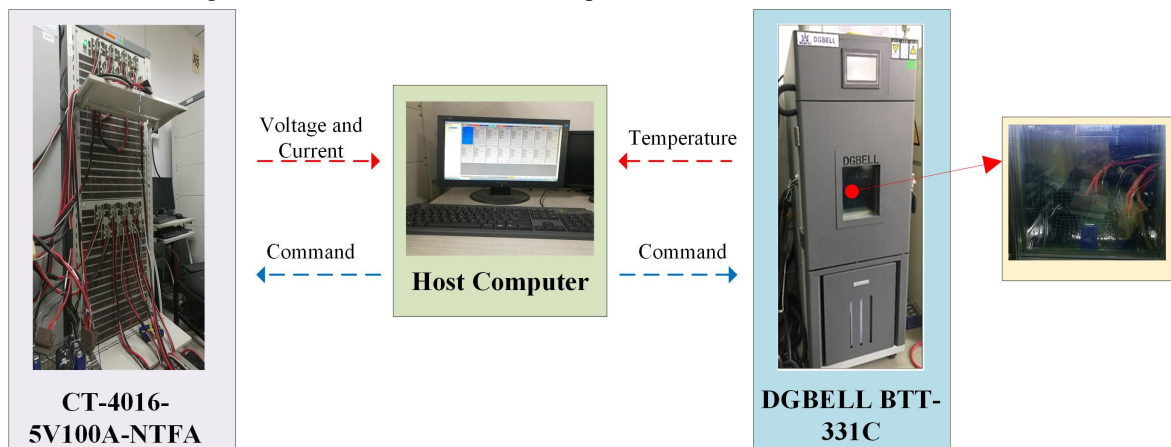 Voltage and
Current
Command
Host Computer
Temperature
Command
CT-4016-
5V100A-NTFA
DGBELL
DGBELL
DGBELL BTT-
331C